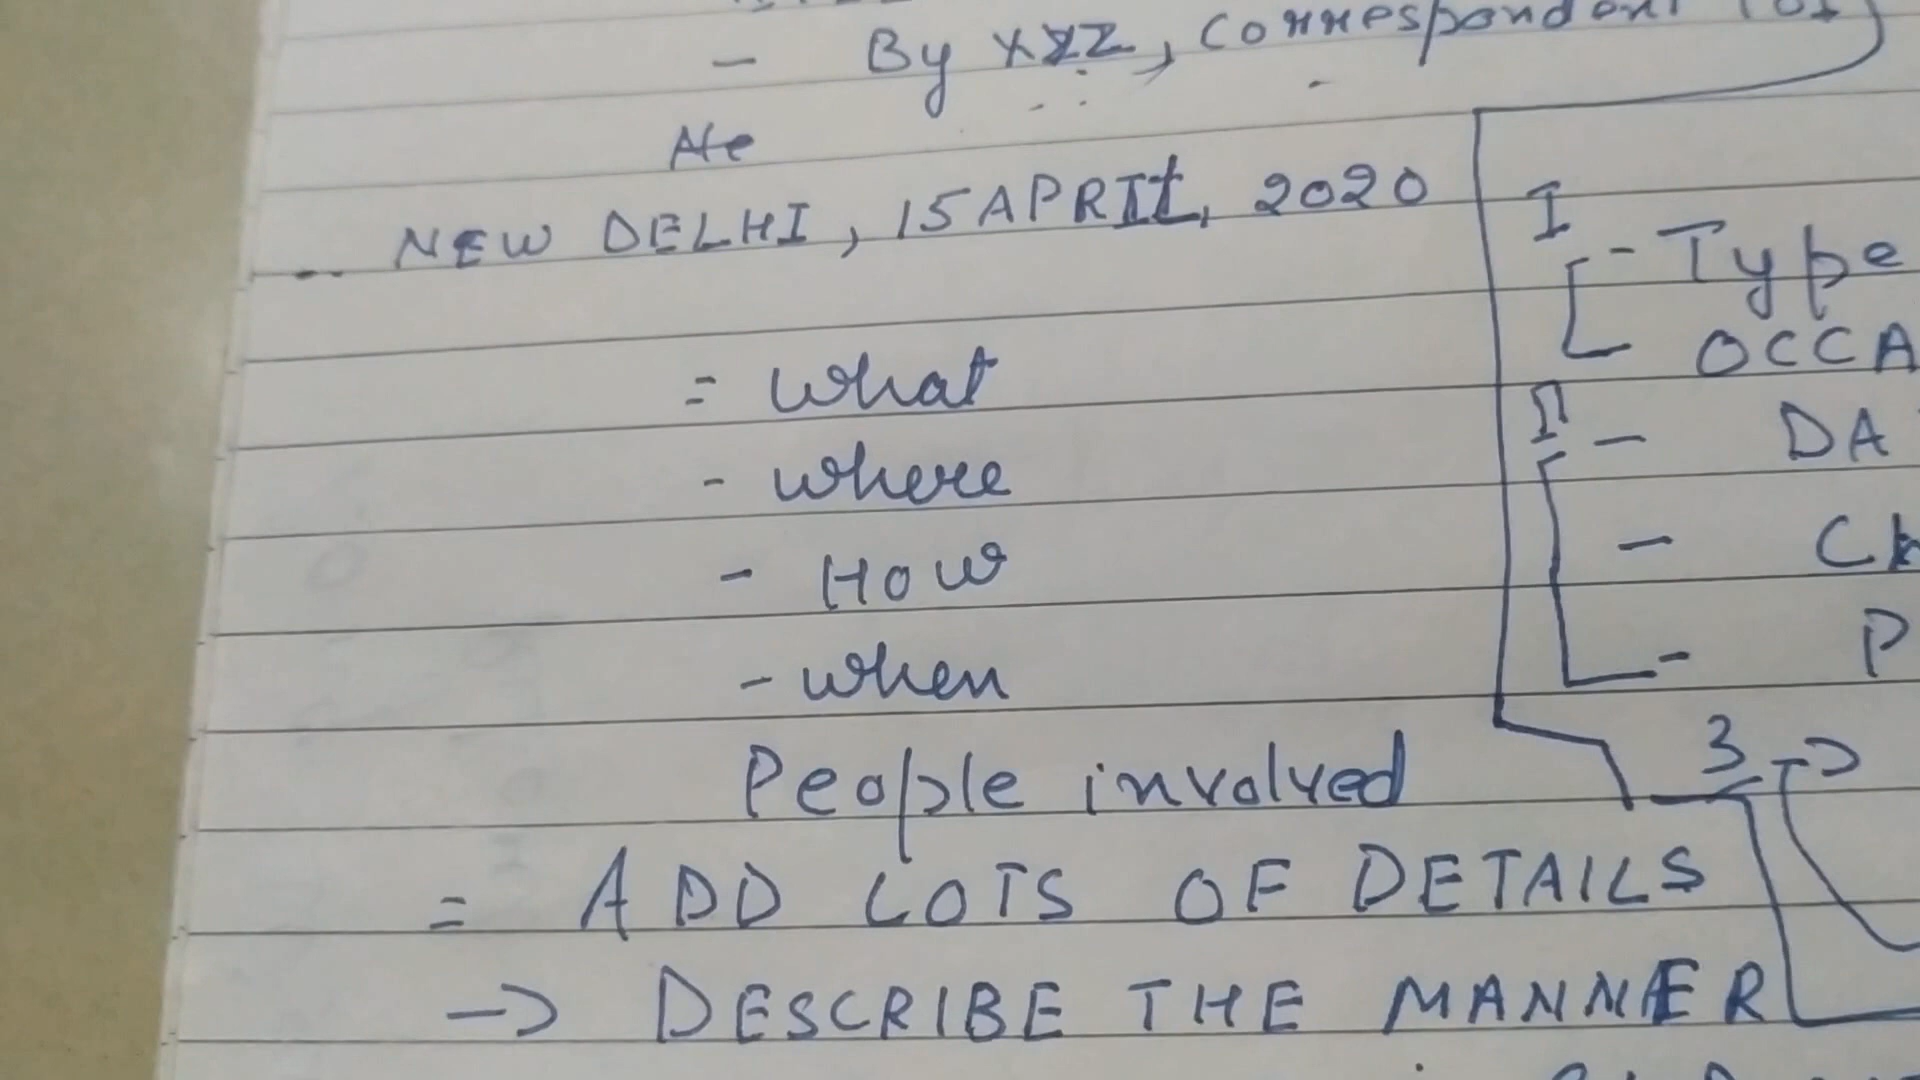 - By XYZ, Correspondent
NEW DELHI, 15 APRIL, 2020
= What
- Where
- How
- When
People involved
= ADD LOTS OF DETAILS
-> DESCRIBE THE MANNER
I
- Type
OCCA
II
- DA
-
- P
3 ->